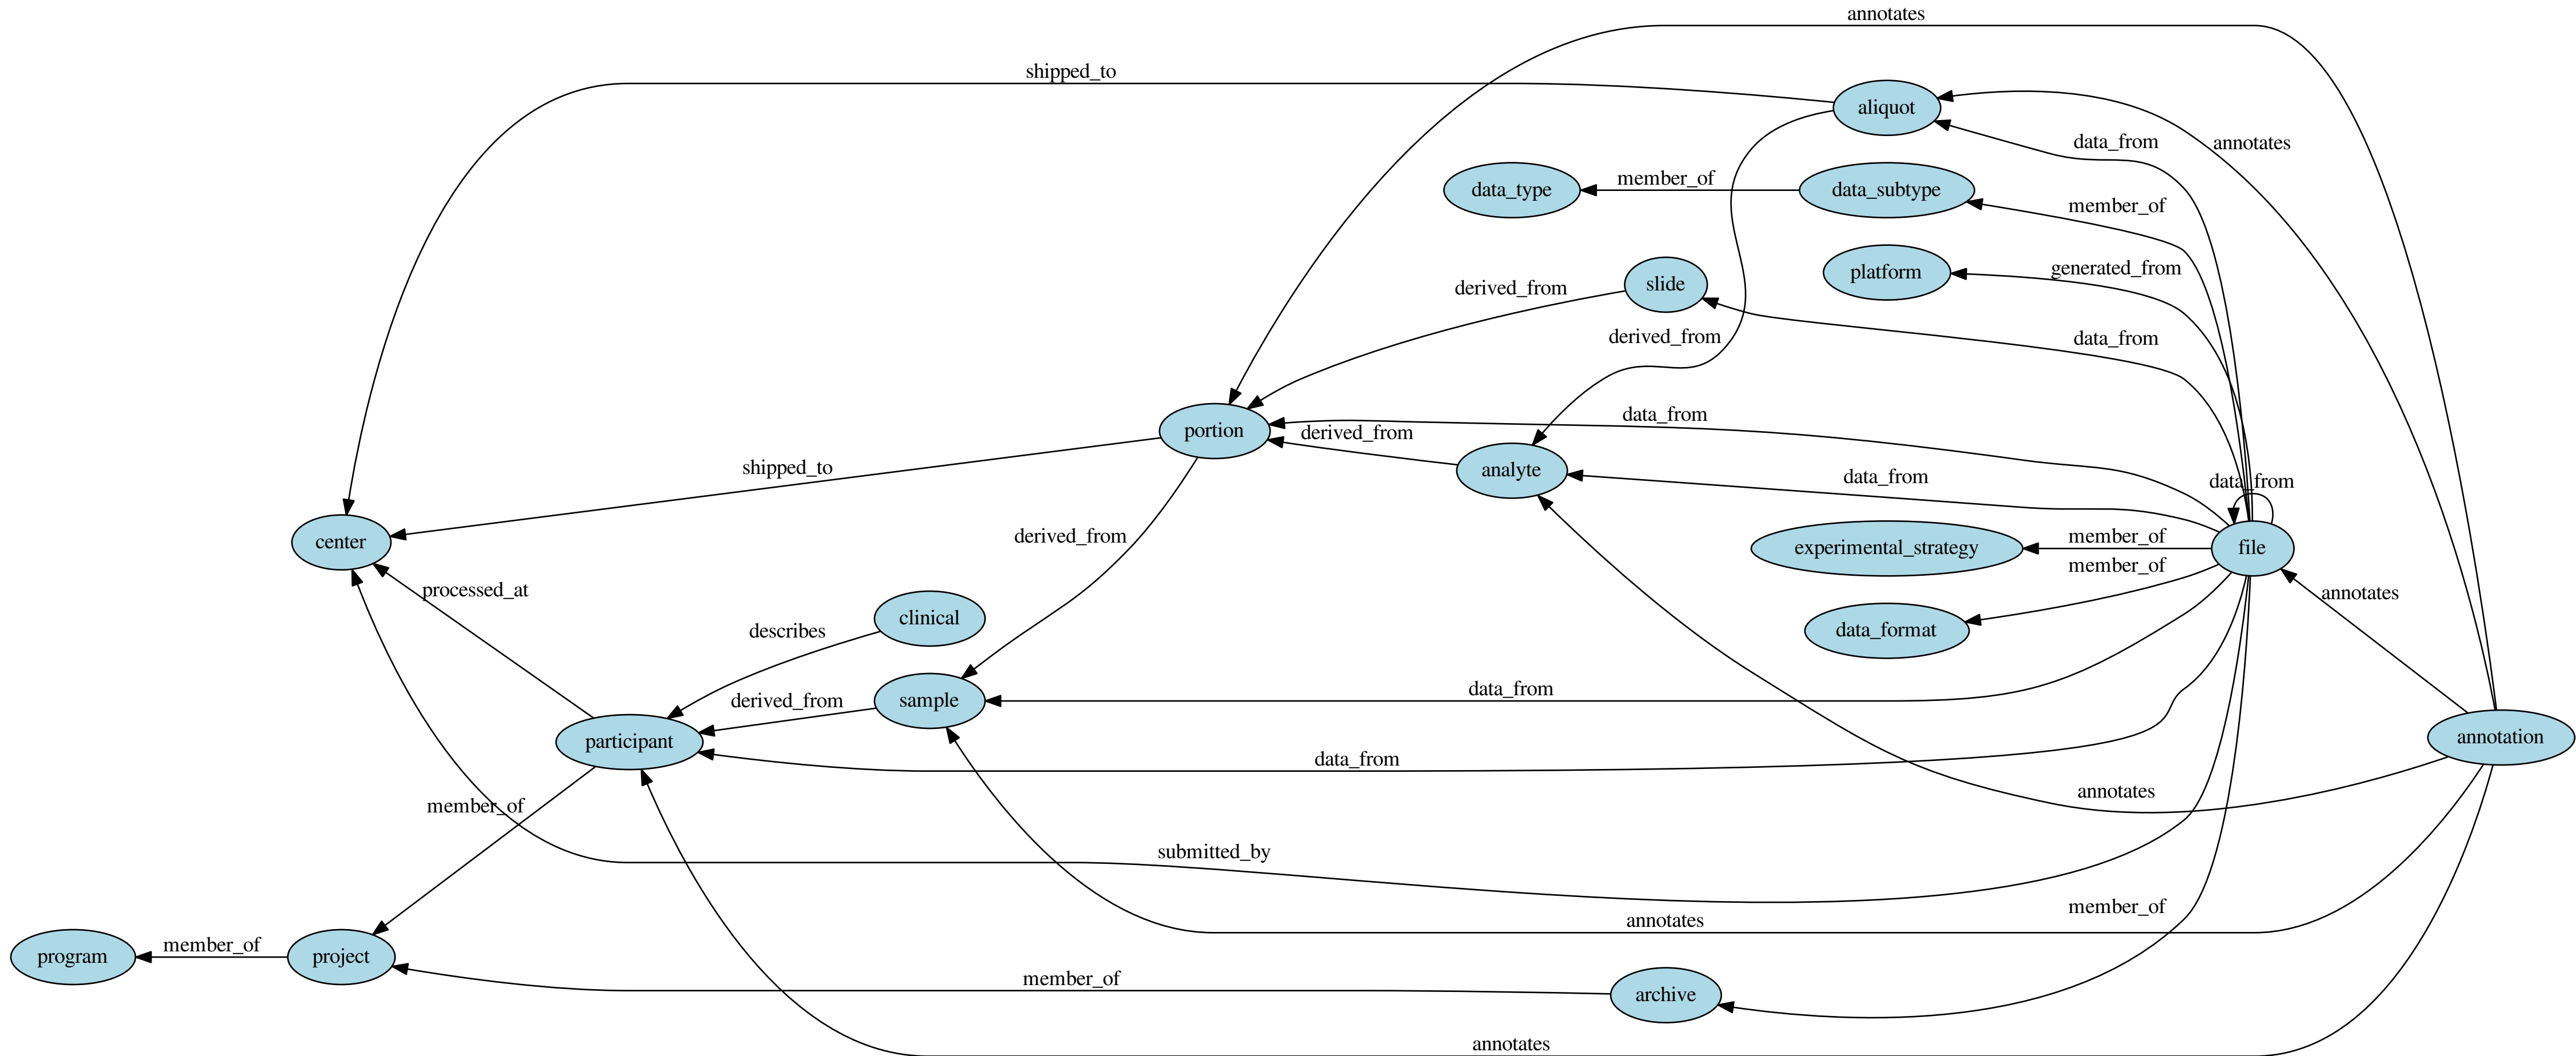 annotates
shipped_to
aliquot
annotates
data_from
data_type
member_of
data_subtype
member_of
platform
generated_from
slide
derived_from
derived_from
data_from
portion
derived_from
data_from
analyte
data_from
data_from
shipped_to
center
derived_from
experimental_strategy
member_of
file
member_of
processed_at
annotates
clinical
describes
data_format
sample
derived_from
data_from
participant
annotation
data_from
annotates
member_of
submitted_by
member_of
annotates
program
member_of
project
member_of
archive
annotates